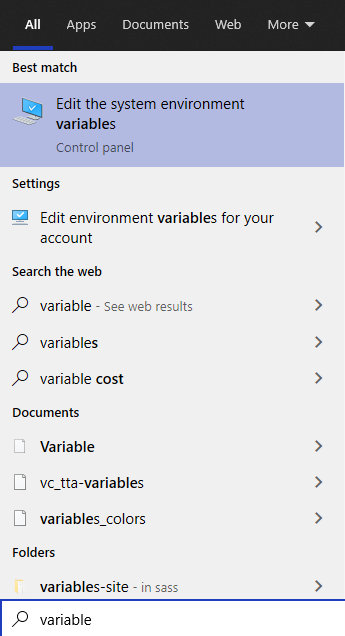 All Apps Documents Web More
Best match
Edit the system environment
variables
Control panel
Settings
Edit environment variables for your
account
Search the web
variable - See web results
variables
variable cost
Documents
Variable
vc_tta-variables
variables_colors
Folders
variables-site - in sass
variable